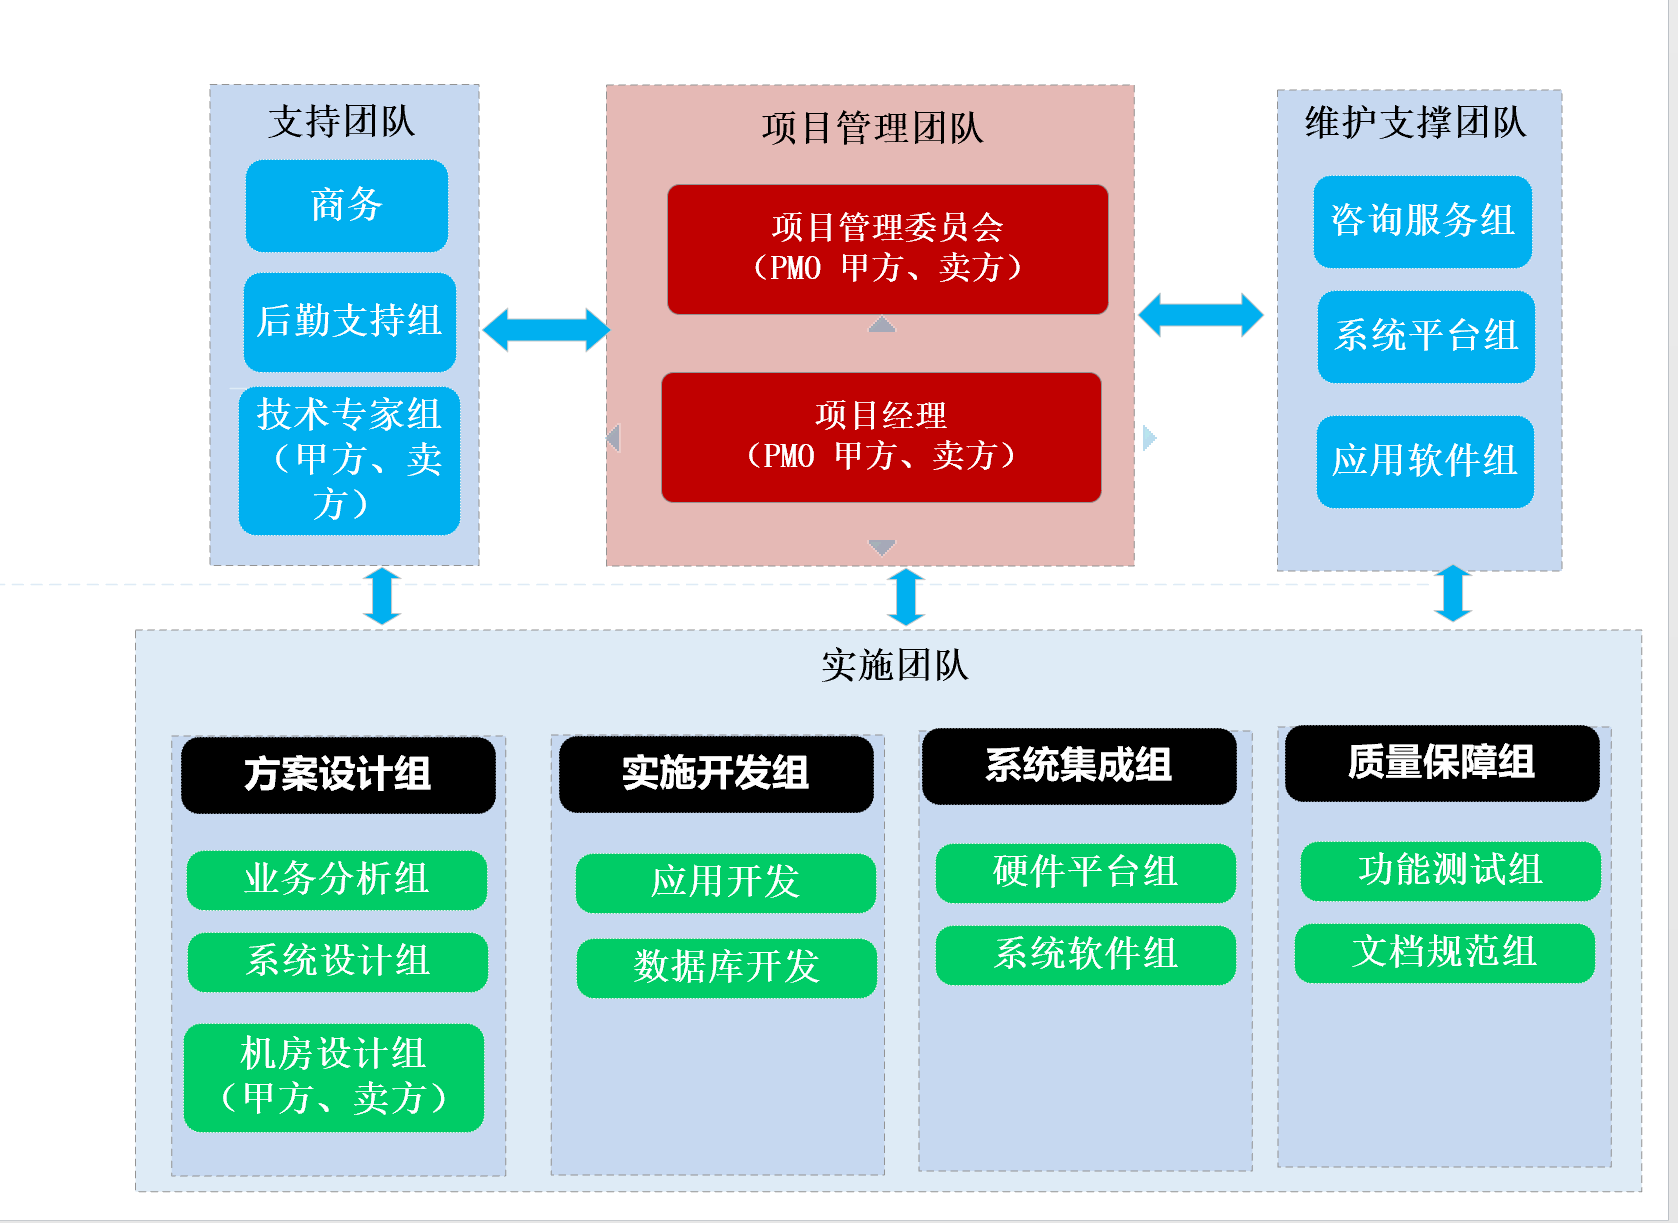 支持团队
商务
后勤支持组
技术专家组
（甲方、卖
方）
项目管理团队
项目管理委员会
（PMO 甲方、卖方）
项目经理
（PMO 甲方、卖方）
维护支撑团队
咨询服务组
系统平台组
应用软件组
实施团队
方案设计组
业务分析组
系统设计组
机房设计组
（甲方、卖方）
实施开发组
应用开发
数据库开发
系统集成组
硬件平台组
系统软件组
质量保障组
功能测试组
文档规范组